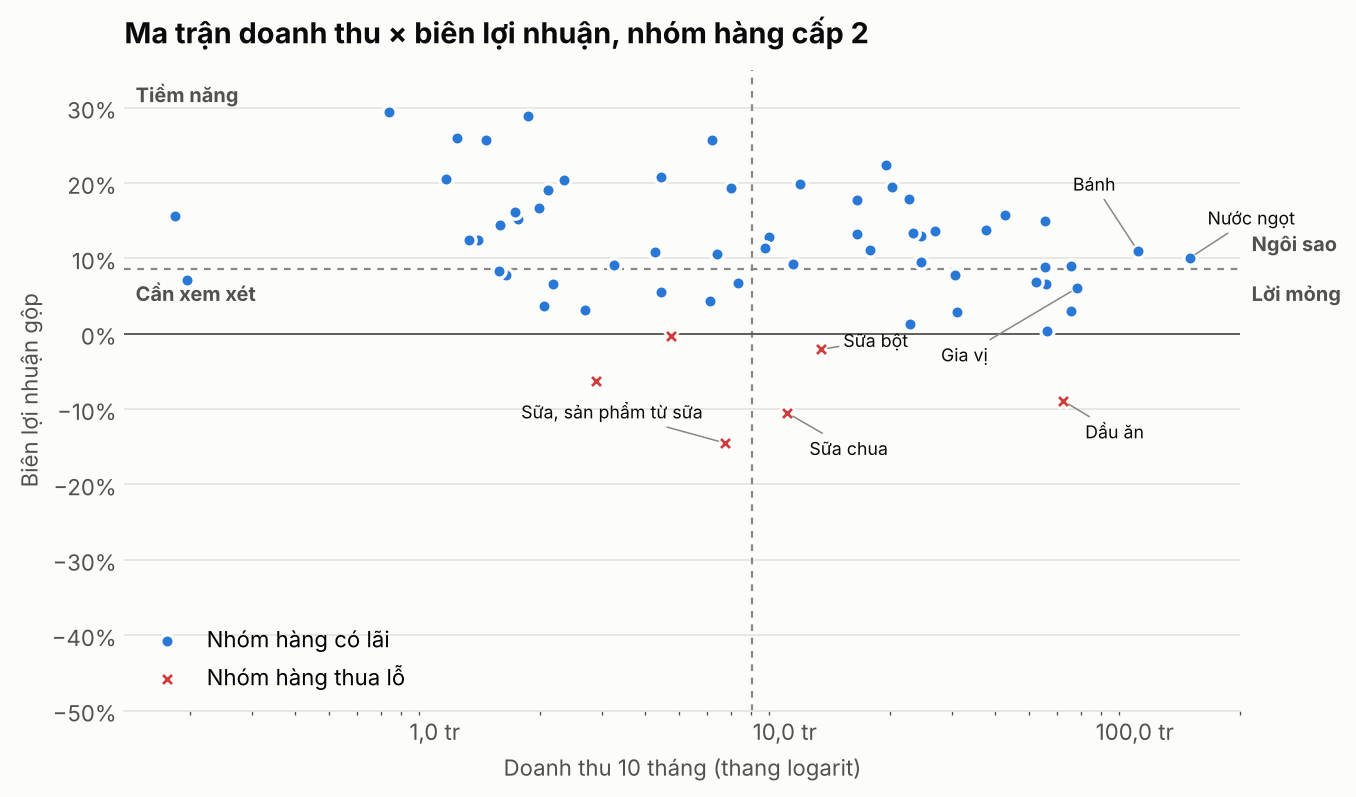 Ma trận doanh thu × biên lợi nhuận, nhóm hàng cấp 2
Tiềm năng
30%
20%
10%
0%
−10%
−20%
−30%
−40%
−50%
Biên lợi nhuận gộp
Bánh
Nước ngọt
Ngôi sao
Cần xem xét
Lời mỏng
Sữa bột
Gia vị
Sữa, sản phẩm từ sữa
Dầu ăn
Sữa chua
Nhóm hàng có lãi
Nhóm hàng thua lỗ
1,0 tr
10,0 tr
100,0 tr
Doanh thu 10 tháng (thang logarit)